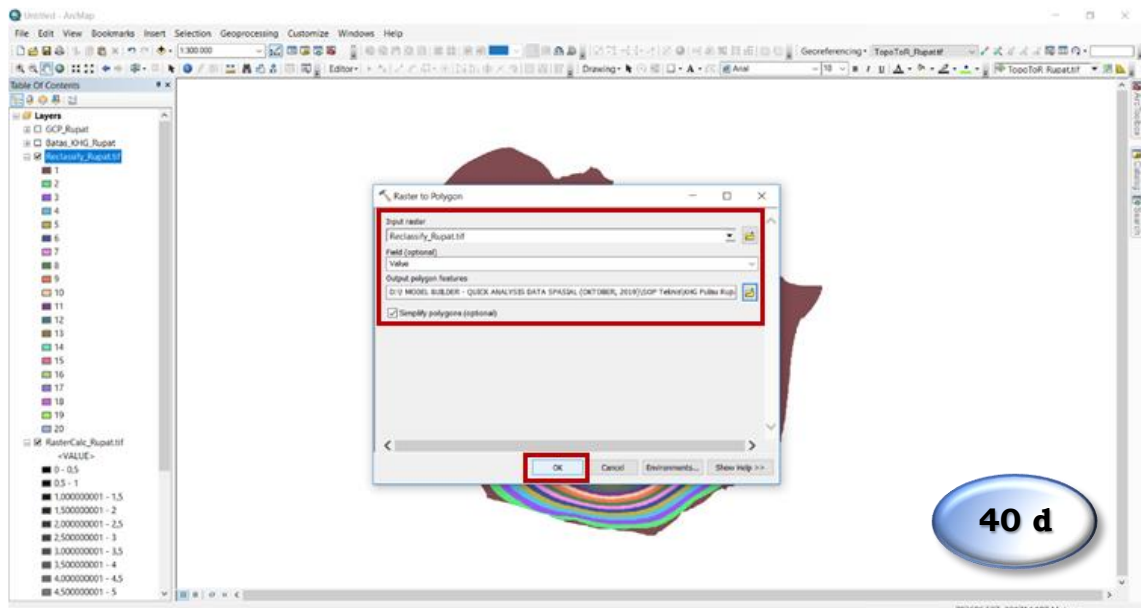 Untitled - ArcMap
File Edit View Bookmarks Insert Selection Geoprocessing Customize Windows Help
1:300.000
Georeferencing TopoToR_Rupat.tif
Editor Drawing A Arial 10 B I U A TopoToR_Rupat.tif
Table Of Contents
Layers
GCP_Rupat
Batas_KHG_Rupat
Reclassify_Rupat.tif
1
2
3
4
5
6
7
8
9
10
11
12
13
14
15
16
17
18
19
20
RasterCalc_Rupat.tif
<VALUE>
0 - 0,5
0,5 - 1
1,000000001 - 1,5
1,500000001 - 2
2,000000001 - 2,5
2,500000001 - 3
3,000000001 - 3,5
3,500000001 - 4
4,000000001 - 4,5
4,500000001 - 5
Raster to Polygon
Input raster
Reclassify_Rupat.tif
Field (optional)
Value
Output polygon features
MODEL BUILDER - QUICK ANALYSIS DATA SPASIAL (OKTOBER, 2019)\SOP Teknis\KHG Pulau Rupa
Simplify polygons (optional)
OK Cancel Environments... Show Help >>
ArcToolbox
Catalog
Search
40 d